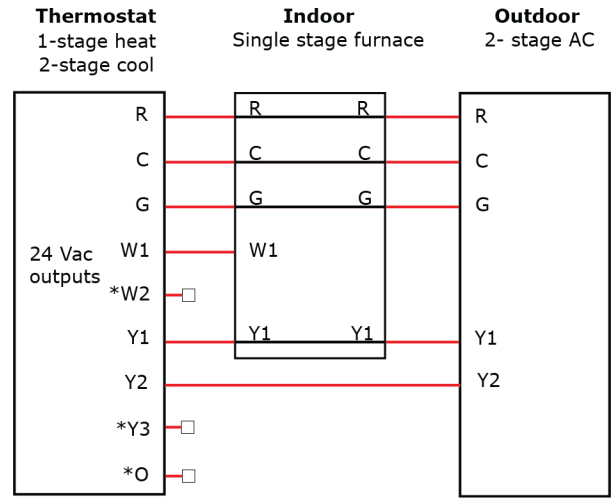 Thermostat
1-stage heat
2-stage cool
Indoor
Single stage furnace
Outdoor
2- stage AC
R R R R
C C C C
G G G G
W1 W1
24 Vac
outputs
*W2
Y1 Y1 Y1 Y1
Y2 Y2
*Y3
*O